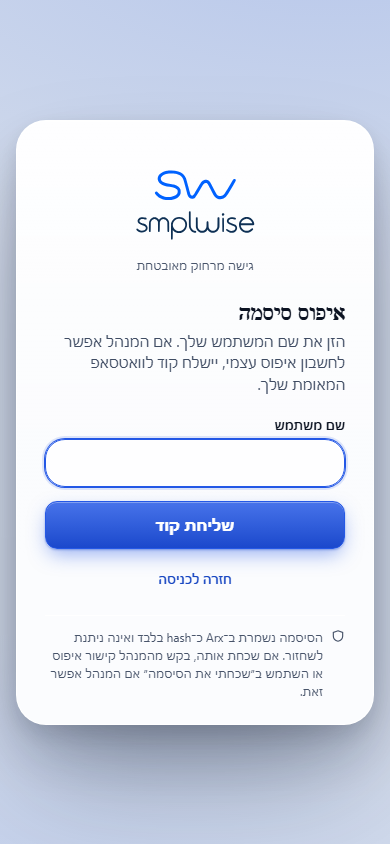 SW
smplwise
גישה מרחוק מאובטחת
איפוס סיסמה
הזן את שם המשתמש שלך. אם המנהל אפשר
לחשבון איפוס עצמי, יישלח קוד לוואטסאפ
המאומת שלך.
שם משתמש
שליחת קוד
חזרה לכניסה
הסיסמה נשמרת ב־Arx כ־hash בלבד ואינה ניתנת
לשחזור. אם שכחת אותה, בקש מהמנהל קישור איפוס
או השתמש ב״שכחתי את הסיסמה״ אם המנהל אפשר
זאת.